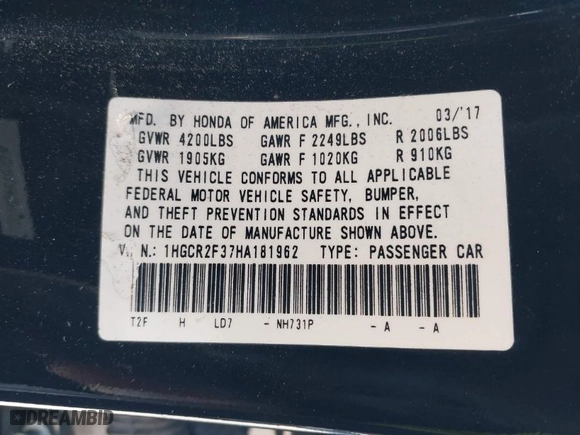 MFD. BY HONDA OF AMERICA MFG., INC. 03/'17
GVWR 4200LBS GAWR F 2249LBS R 2006LBS
GVWR 1905KG GAWR F 1020KG R 910KG
THIS VEHICLE CONFORMS TO ALL APPLICABLE
FEDERAL MOTOR VEHICLE SAFETY, BUMPER,
AND THEFT PREVENTION STANDARDS IN EFFECT
ON THE DATE OF MANUFACTURE SHOWN ABOVE.
V. N.: 1HGCR2F37HA181962 TYPE: PASSENGER CAR
T2F H LD7 - NH731P - A - A
DREAMBID